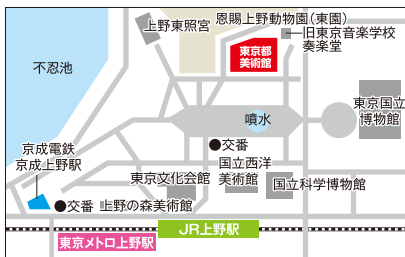 恩賜上野動物園（東園）
上野東照宮
旧東京音楽学校
奏楽堂
東京都
美術館
不忍池
東京国立
博物館
噴水
京成電鉄
京成上野駅
●交番
国立西洋
美術館
東京文化会館
国立科学博物館
●交番
上野の森美術館
JR上野駅
東京メトロ上野駅